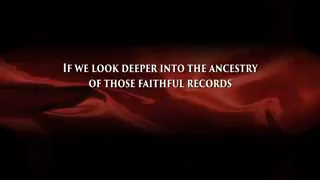 If we look deeper into the ancestry
of those faithful records